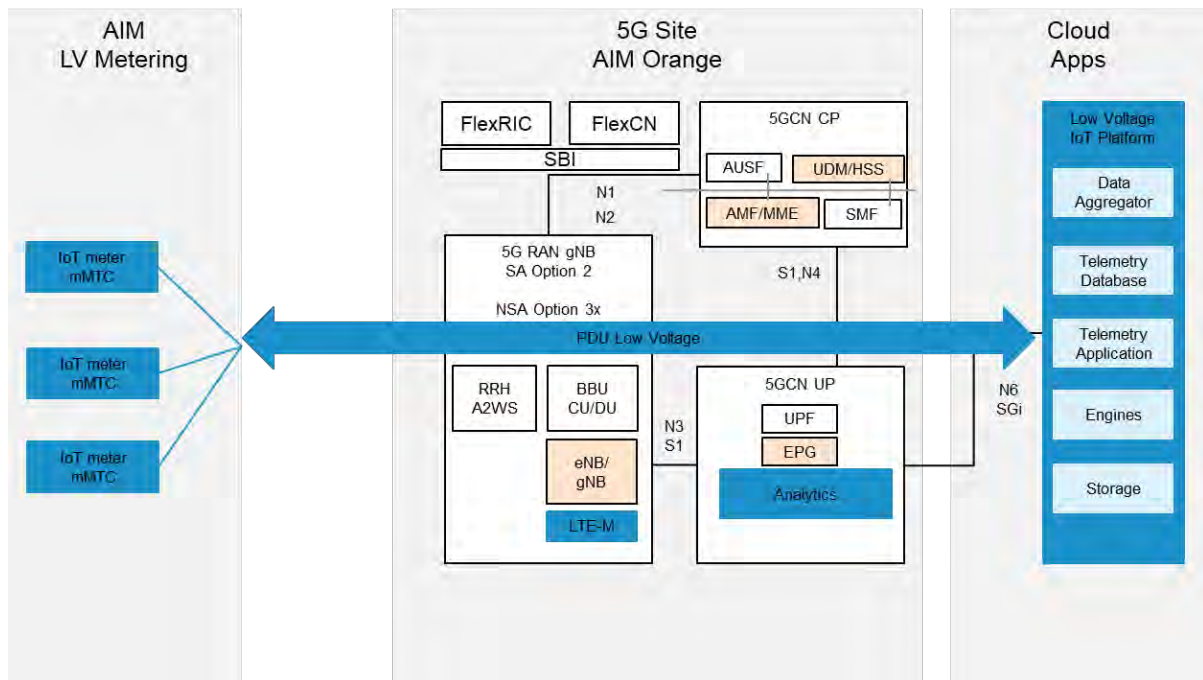 AIM
LV Metering
5G Site
AIM Orange
Cloud
Apps
FlexRIC
FlexCN
SBI
5GCN CP
AUSF
UDM/HSS
AMF/MME
SMF
N1
N2
5G RAN gNB
SA Option 2
NSA Option 3x
S1,N4
IoT meter
mMTC
IoT meter
mMTC
IoT meter
mMTC
PDU Low Voltage
RRH
A2WS
BBU
CU/DU
eNB/
gNB
LTE-M
N3
S1
5GCN UP
UPF
EPG
Analytics
N6
SGi
Low Voltage
IoT Platform
Data
Aggregator
Telemetry
Database
Telemetry
Application
Engines
Storage